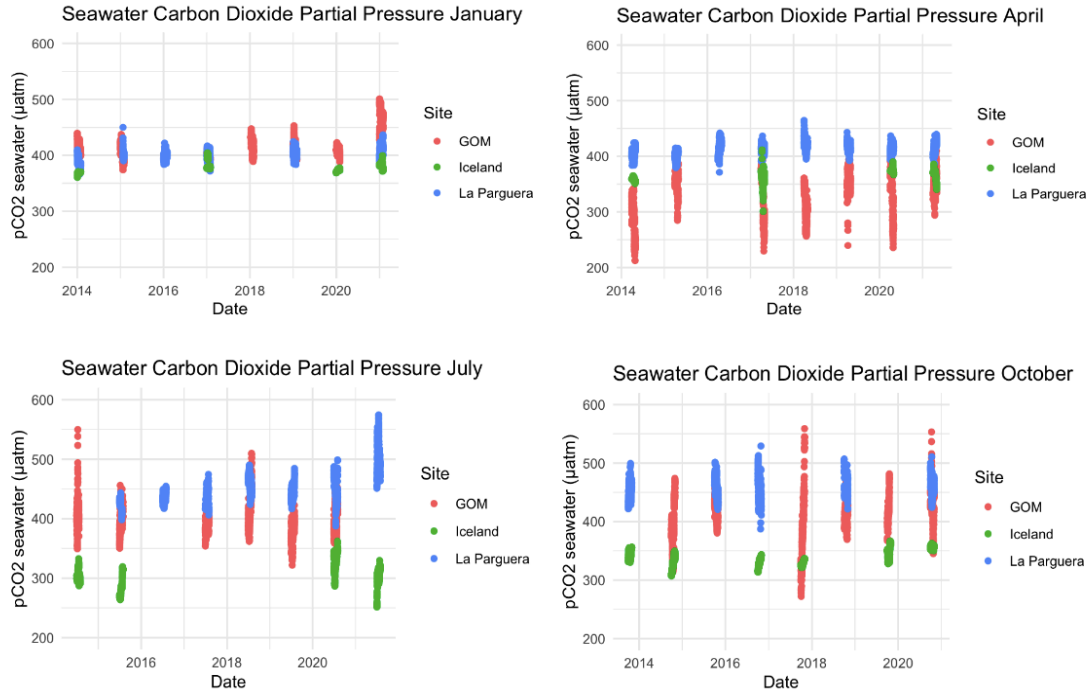 Seawater Carbon Dioxide Partial Pressure January
600
500
400
300
200
pCO2 seawater (µatm)
2014
2016
2018
2020
Date
Site
GOM
Iceland
La Parguera
Seawater Carbon Dioxide Partial Pressure April
600
500
400
300
200
pCO2 seawater (µatm)
2014
2016
2018
2020
Date
Site
GOM
Iceland
La Parguera
Seawater Carbon Dioxide Partial Pressure July
600
500
400
300
200
pCO2 seawater (µatm)
2016
2018
2020
Date
Site
GOM
Iceland
La Parguera
Seawater Carbon Dioxide Partial Pressure October
600
500
400
300
200
pCO2 seawater (µatm)
2014
2016
2018
2020
Date
Site
GOM
Iceland
La Parguera